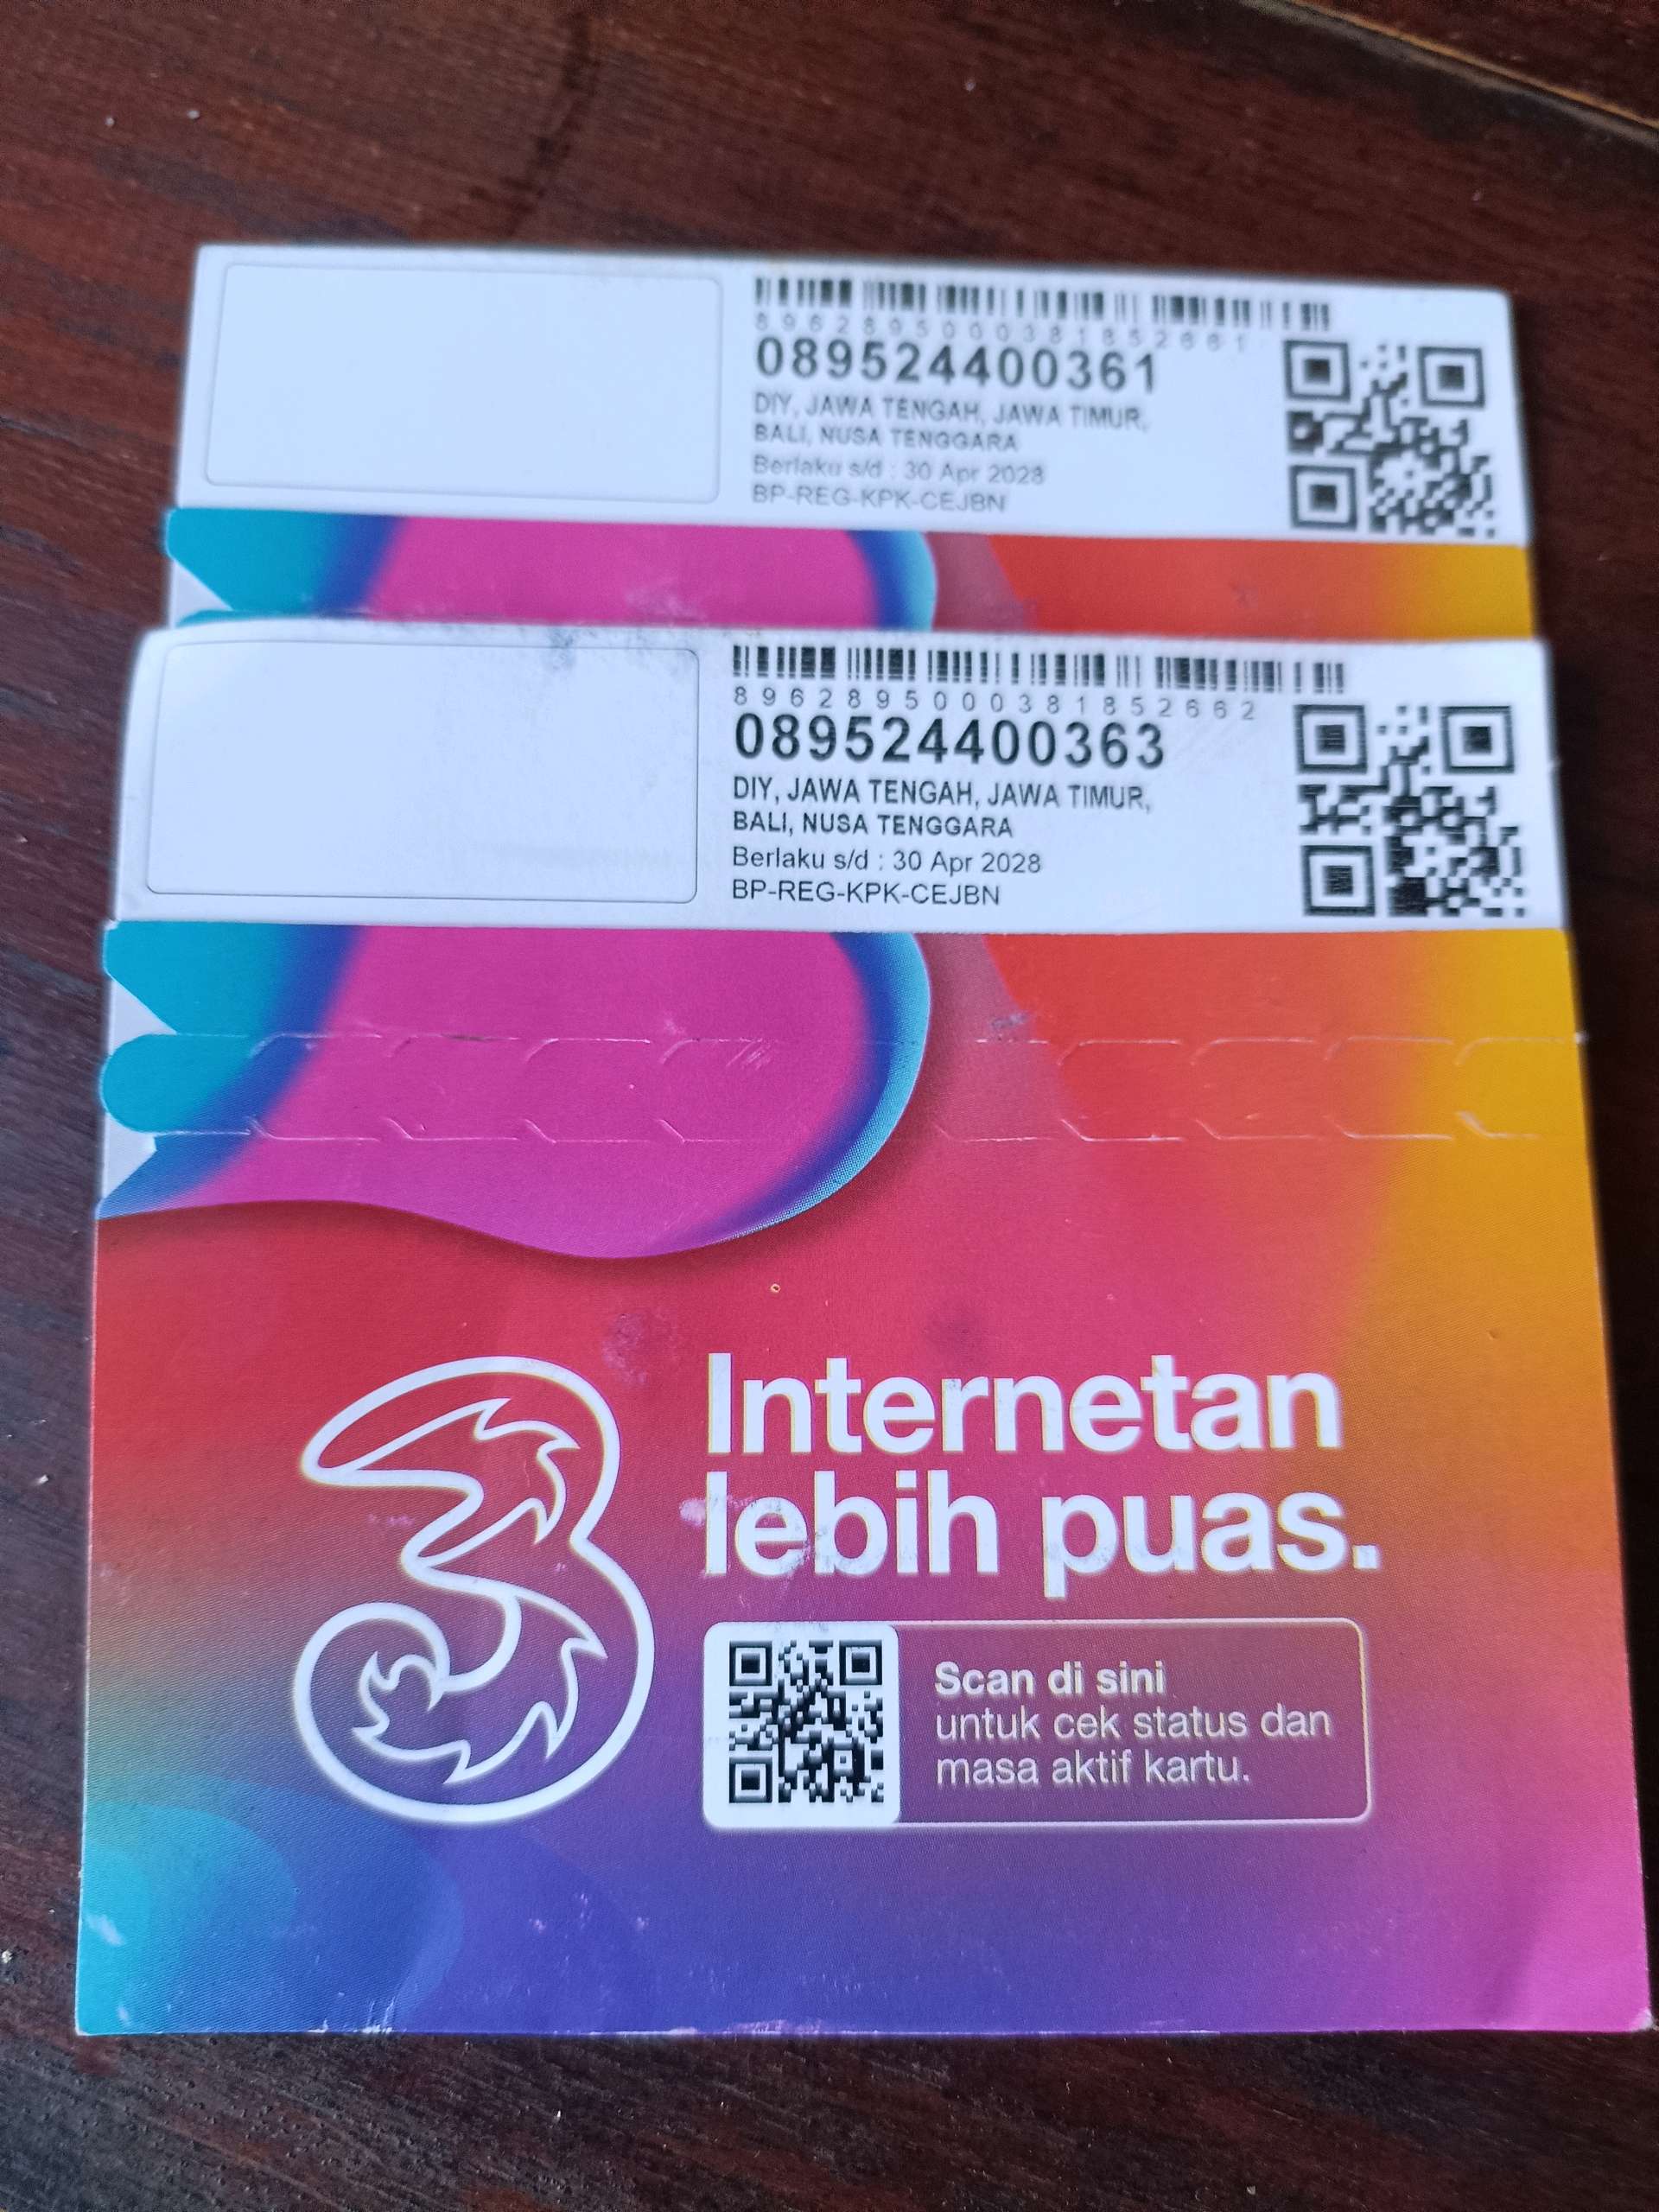 8962895000381852661
089524400361
DIY, JAWA TENGAH, JAWA TIMUR,
BALI, NUSA TENGGARA
Berlaku s/d : 30 Apr 2028
BP-REG-KPK-CEJBN
8962895000381852662
089524400363
DIY, JAWA TENGAH, JAWA TIMUR,
BALI, NUSA TENGGARA
Berlaku s/d : 30 Apr 2028
BP-REG-KPK-CEJBN
3
Internetan
lebih puas.
Scan di sini
untuk cek status dan
masa aktif kartu.